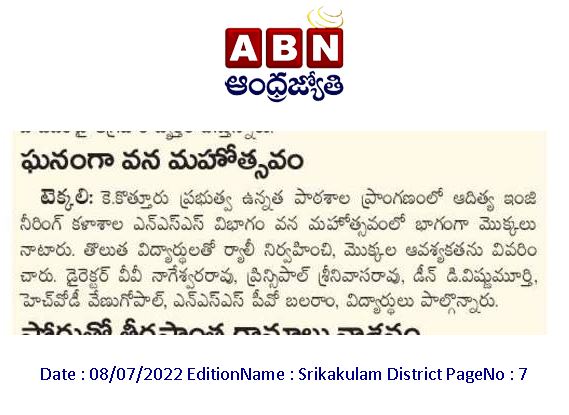 ABN
ఆంధ్రజ్యోతి
ఘనంగా వన మహోత్సవం
టెక్కలి: కె.కొత్తూరు ప్రభుత్వ ఉన్నత పాఠశాల ప్రాంగణంలో ఆదిత్య ఇంజి
నీరింగ్ కళాశాల ఎన్ఎస్ఎస్ విభాగం వన మహోత్సవంలో భాగంగా మొక్కలు
నాటారు. తొలుత విద్యార్థులతో ర్యాలీ నిర్వహించి, మొక్కల ఆవశ్యకతను వివరిం
చారు. డైరెక్టర్ వీవీ నాగేశ్వరరావు, ప్రిన్సిపాల్ శ్రీనివాసరావు, డీన్ డి.విష్ణుమూర్తి,
హెచ్వోడీ వేణుగోపాల్, ఎన్ఎస్ఎస్ పీవో బలరాం, విద్యార్థులు పాల్గొన్నారు.
Date : 08/07/2022 EditionName : Srikakulam District PageNo : 7